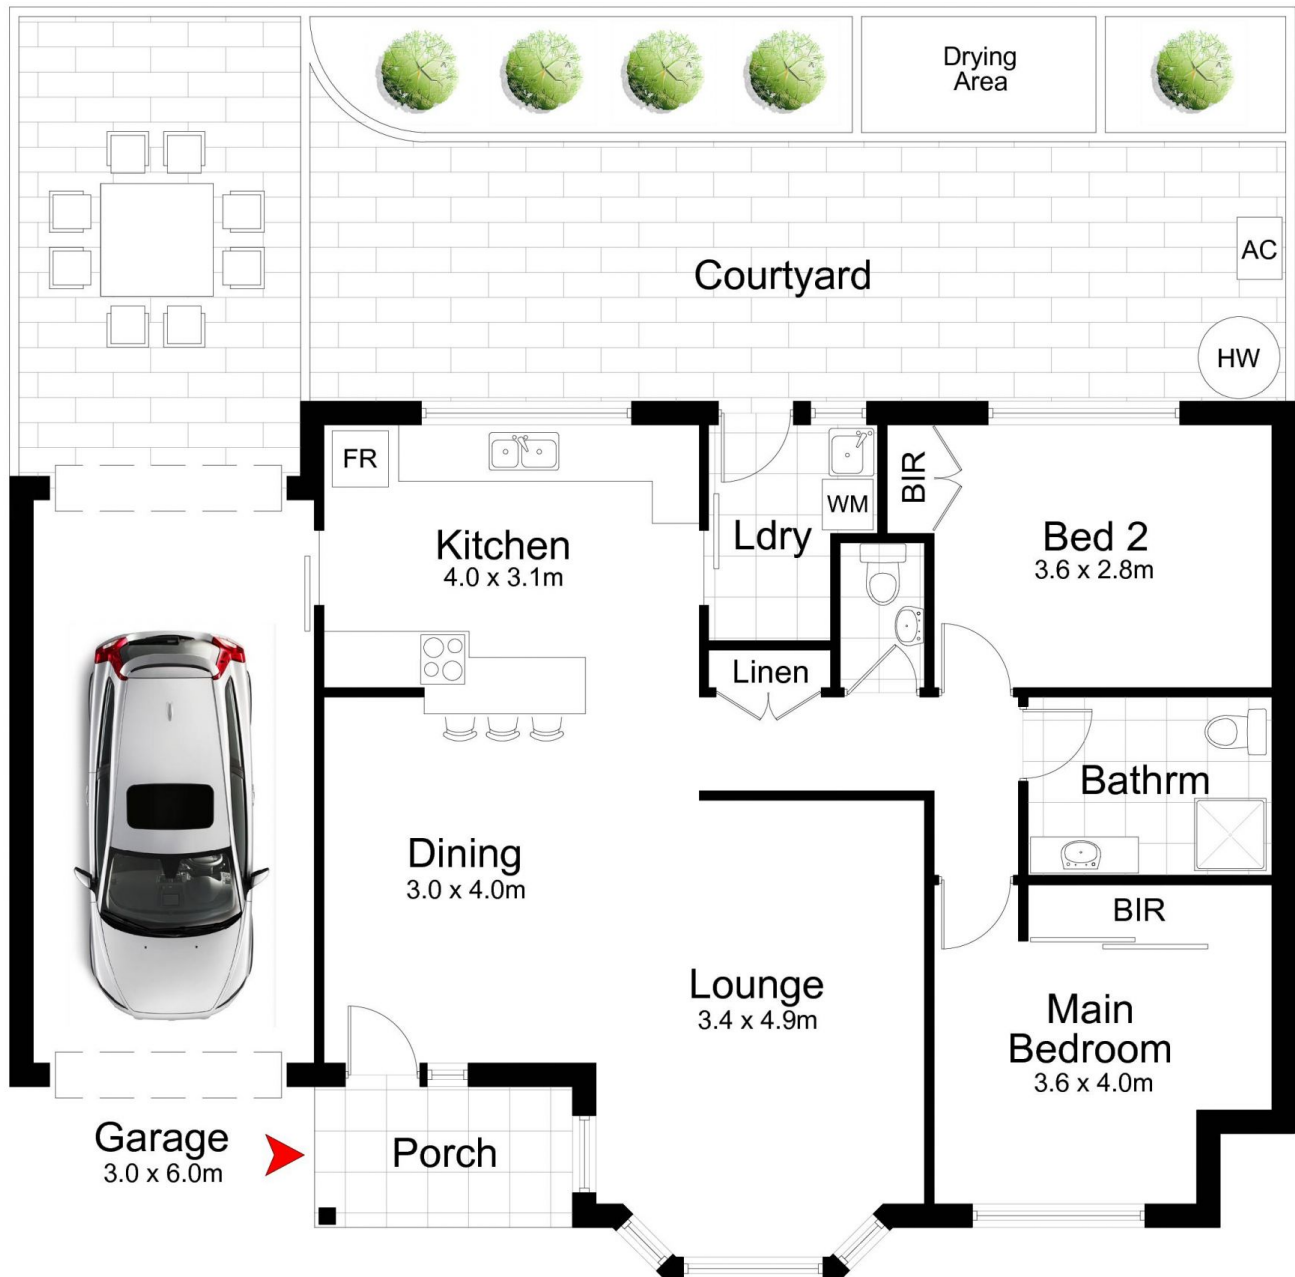 Drying
Area
AC
Courtyard
HW
FR
BIR
WM
Ldry
Kitchen
4.0 x 3.1m
Bed 2
3.6 x 2.8m
Linen
Bathrm
Dining
3.0 x 4.0m
BIR
Lounge
3.4 x 4.9m
Main
Bedroom
3.6 x 4.0m
Garage
3.0 x 6.0m
Porch